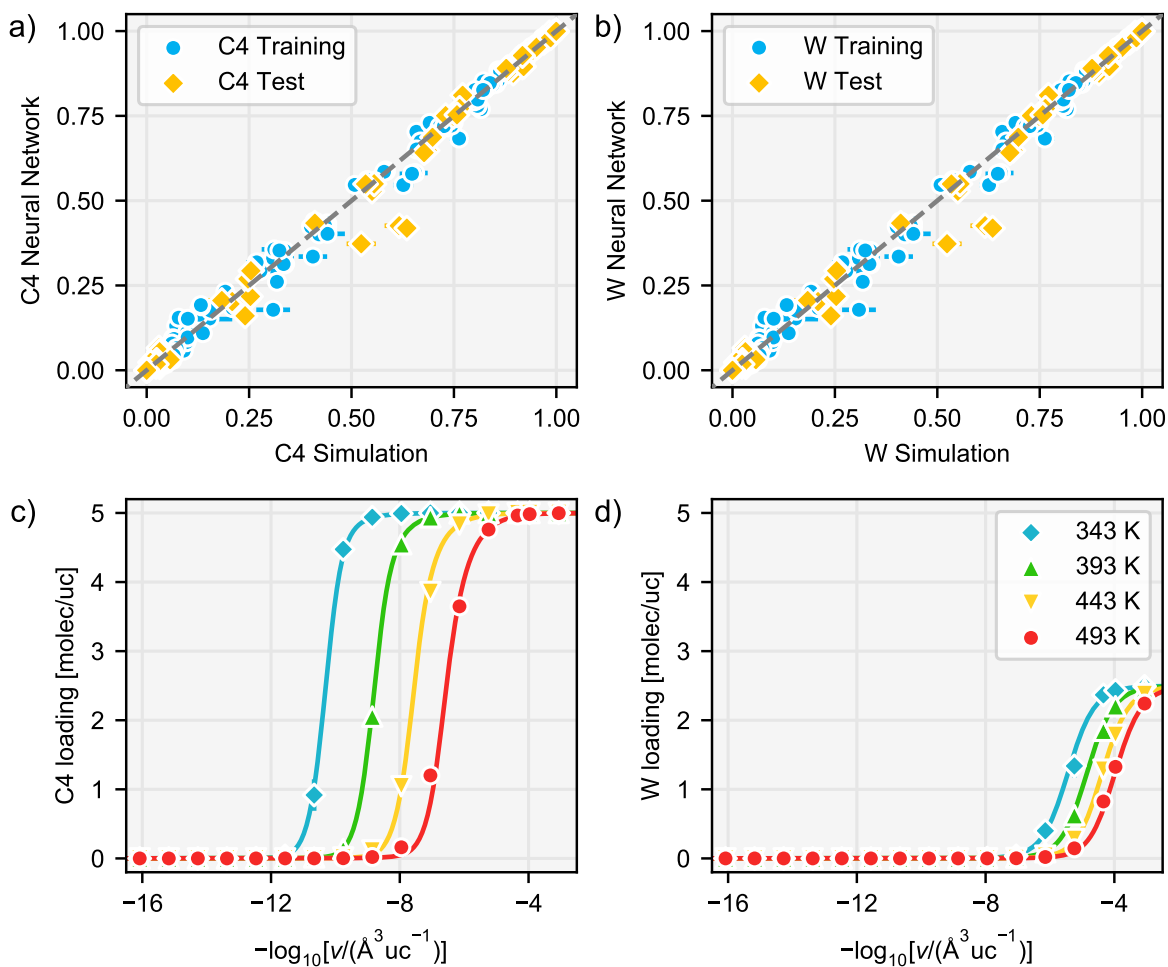 a)
C4 Training
C4 Test
1.00
0.75
0.50
0.25
0.00
C4 Neural Network
0.00 0.25 0.50 0.75 1.00
C4 Simulation
b)
W Training
W Test
1.00
0.75
0.50
0.25
0.00
W Neural Network
0.00 0.25 0.50 0.75 1.00
W Simulation
c)
5
4
3
2
1
0
C4 loading [molec/uc]
−16 −12 −8 −4
−log₁₀[v/(Å³uc⁻¹)]
d)
343 K
393 K
443 K
493 K
5
4
3
2
1
0
W loading [molec/uc]
−16 −12 −8 −4
−log₁₀[v/(Å³uc⁻¹)]